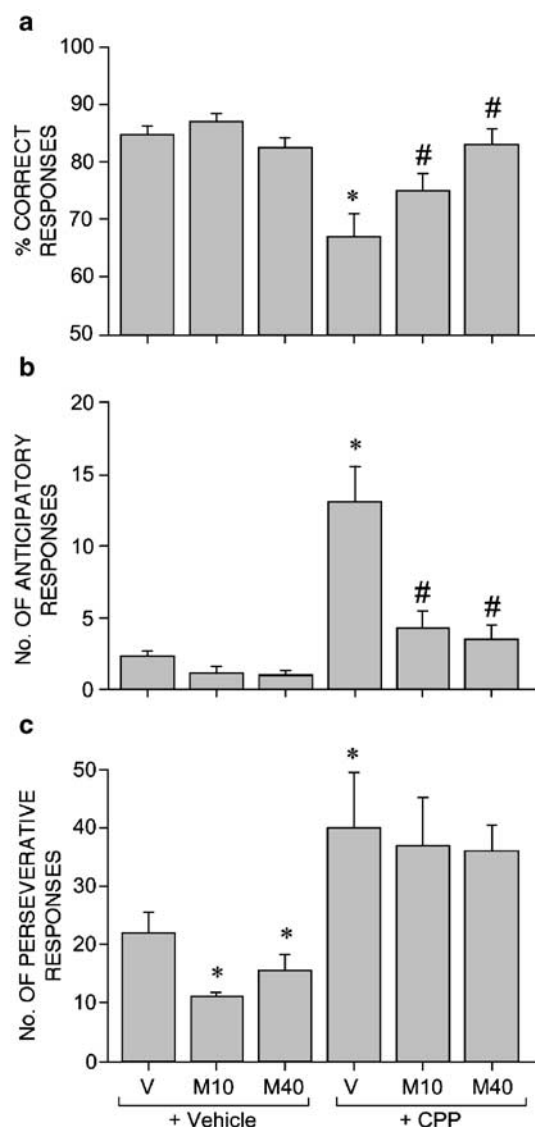 a
% CORRECT
RESPONSES
100
90
80
70
60
50
*
#
#
b
No. OF ANTICIPATORY
RESPONSES
20
15
10
5
0
*
#
#
c
No. OF PERSEVERATIVE
RESPONSES
50
40
30
20
10
0
*
*
*
V M10 M40 V M10 M40
+ Vehicle + CPP